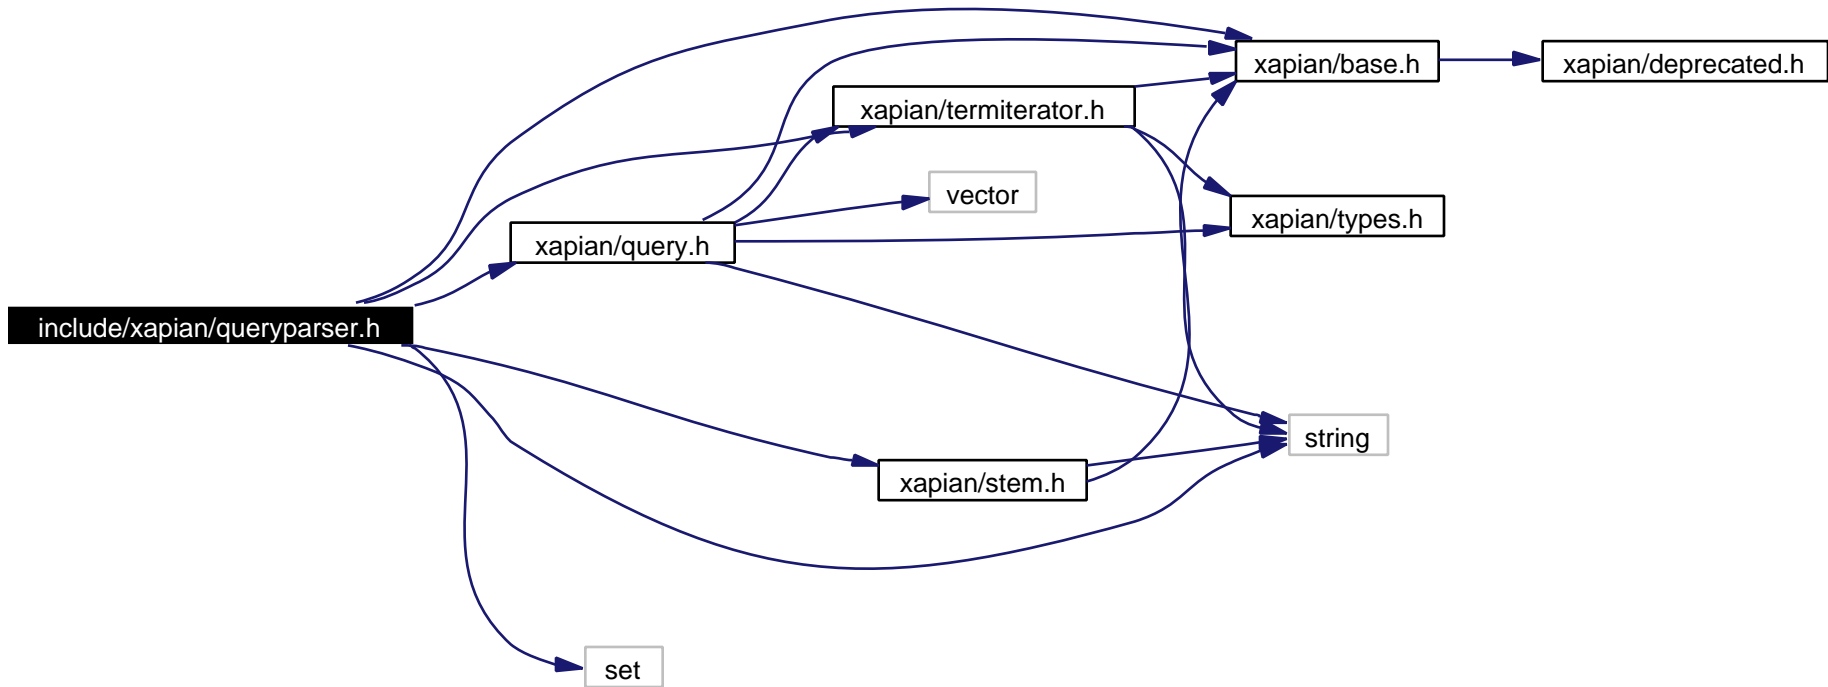 xapian/base.h
xapian/deprecated.h
xapian/termiterator.h
vector
xapian/types.h
xapian/query.h
include/xapian/queryparser.h
string
xapian/stem.h
set